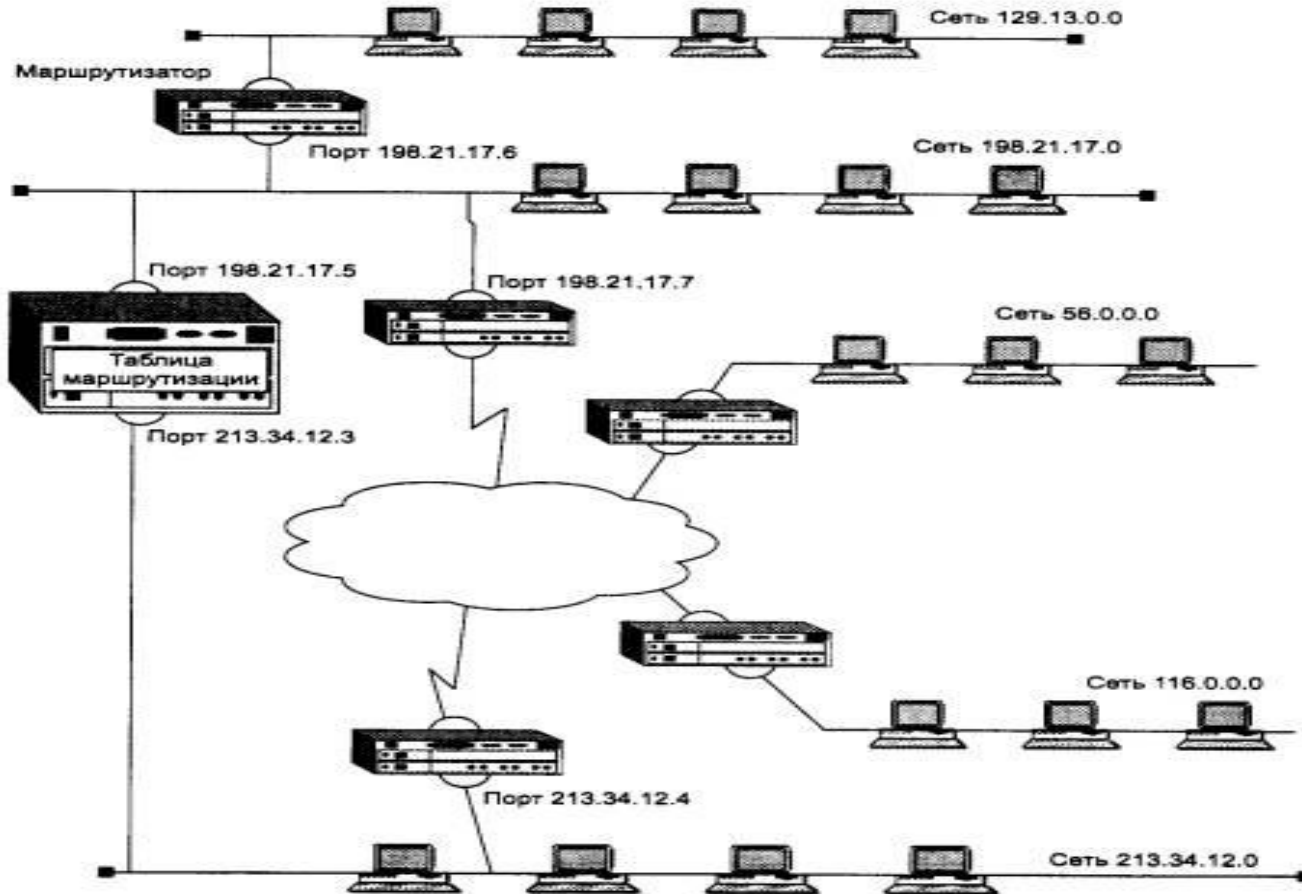 Сеть 129.13.0.0
Маршрутизатор
Порт 198.21.17.6
Сеть 198.21.17.0
Порт 198.21.17.5
Порт 198.21.17.7
Сеть 56.0.0.0
Таблица
маршрутизации
Порт 213.34.12.3
Сеть 116.0.0.0
Порт 213.34.12.4
Сеть 213.34.12.0